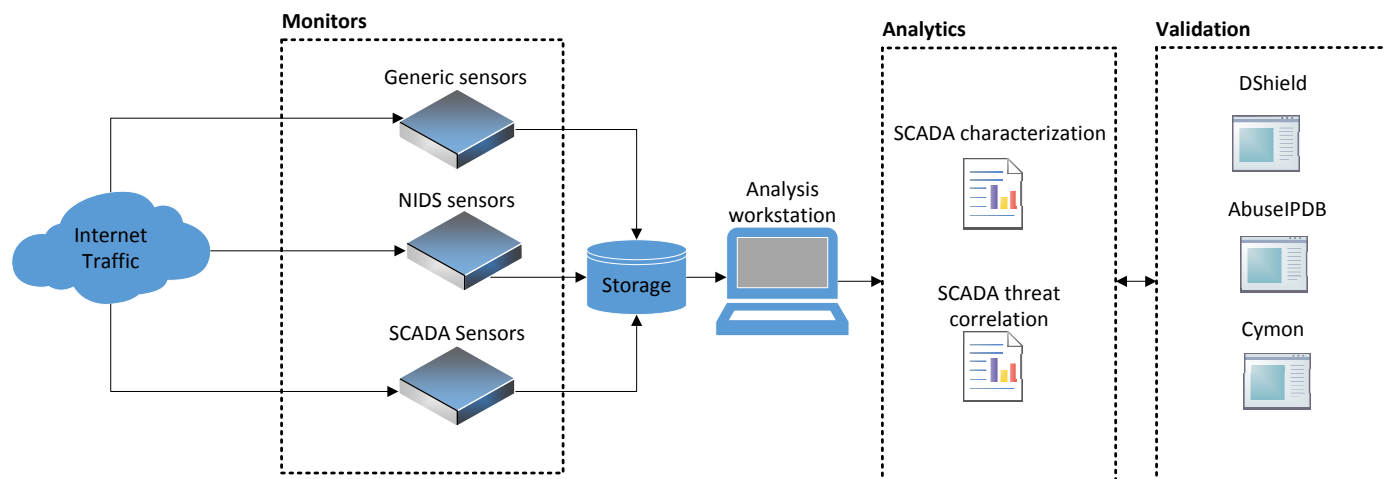 Monitors
Analytics
Validation
Generic sensors
NIDS sensors
SCADA Sensors
Internet
Traffic
Storage
Analysis
workstation
SCADA characterization
SCADA threat
correlation
DShield
AbuseIPDB
Cymon